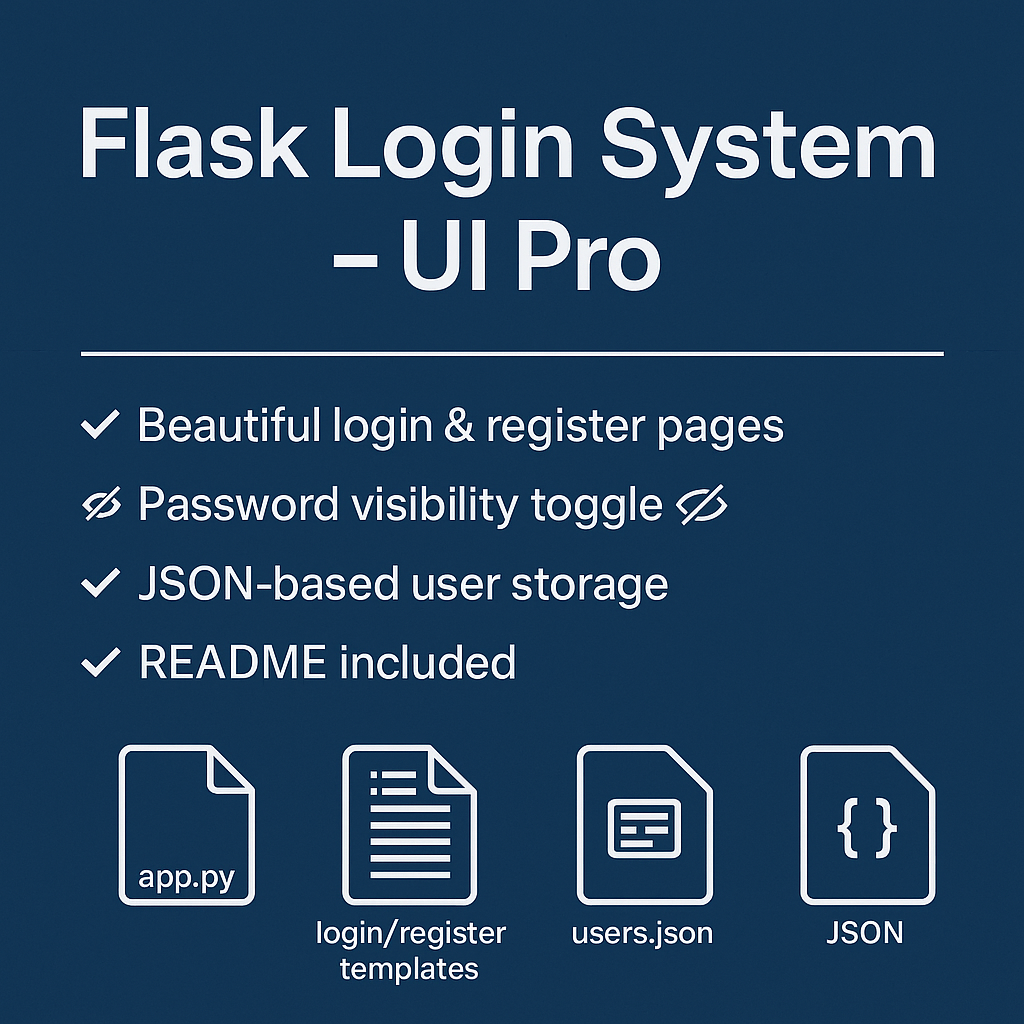 Flask Login System
– UI Pro
Beautiful login & register pages
Password visibility toggle
JSON-based user storage
README included
app.py
{ }
login/register
templates
users.json
JSON